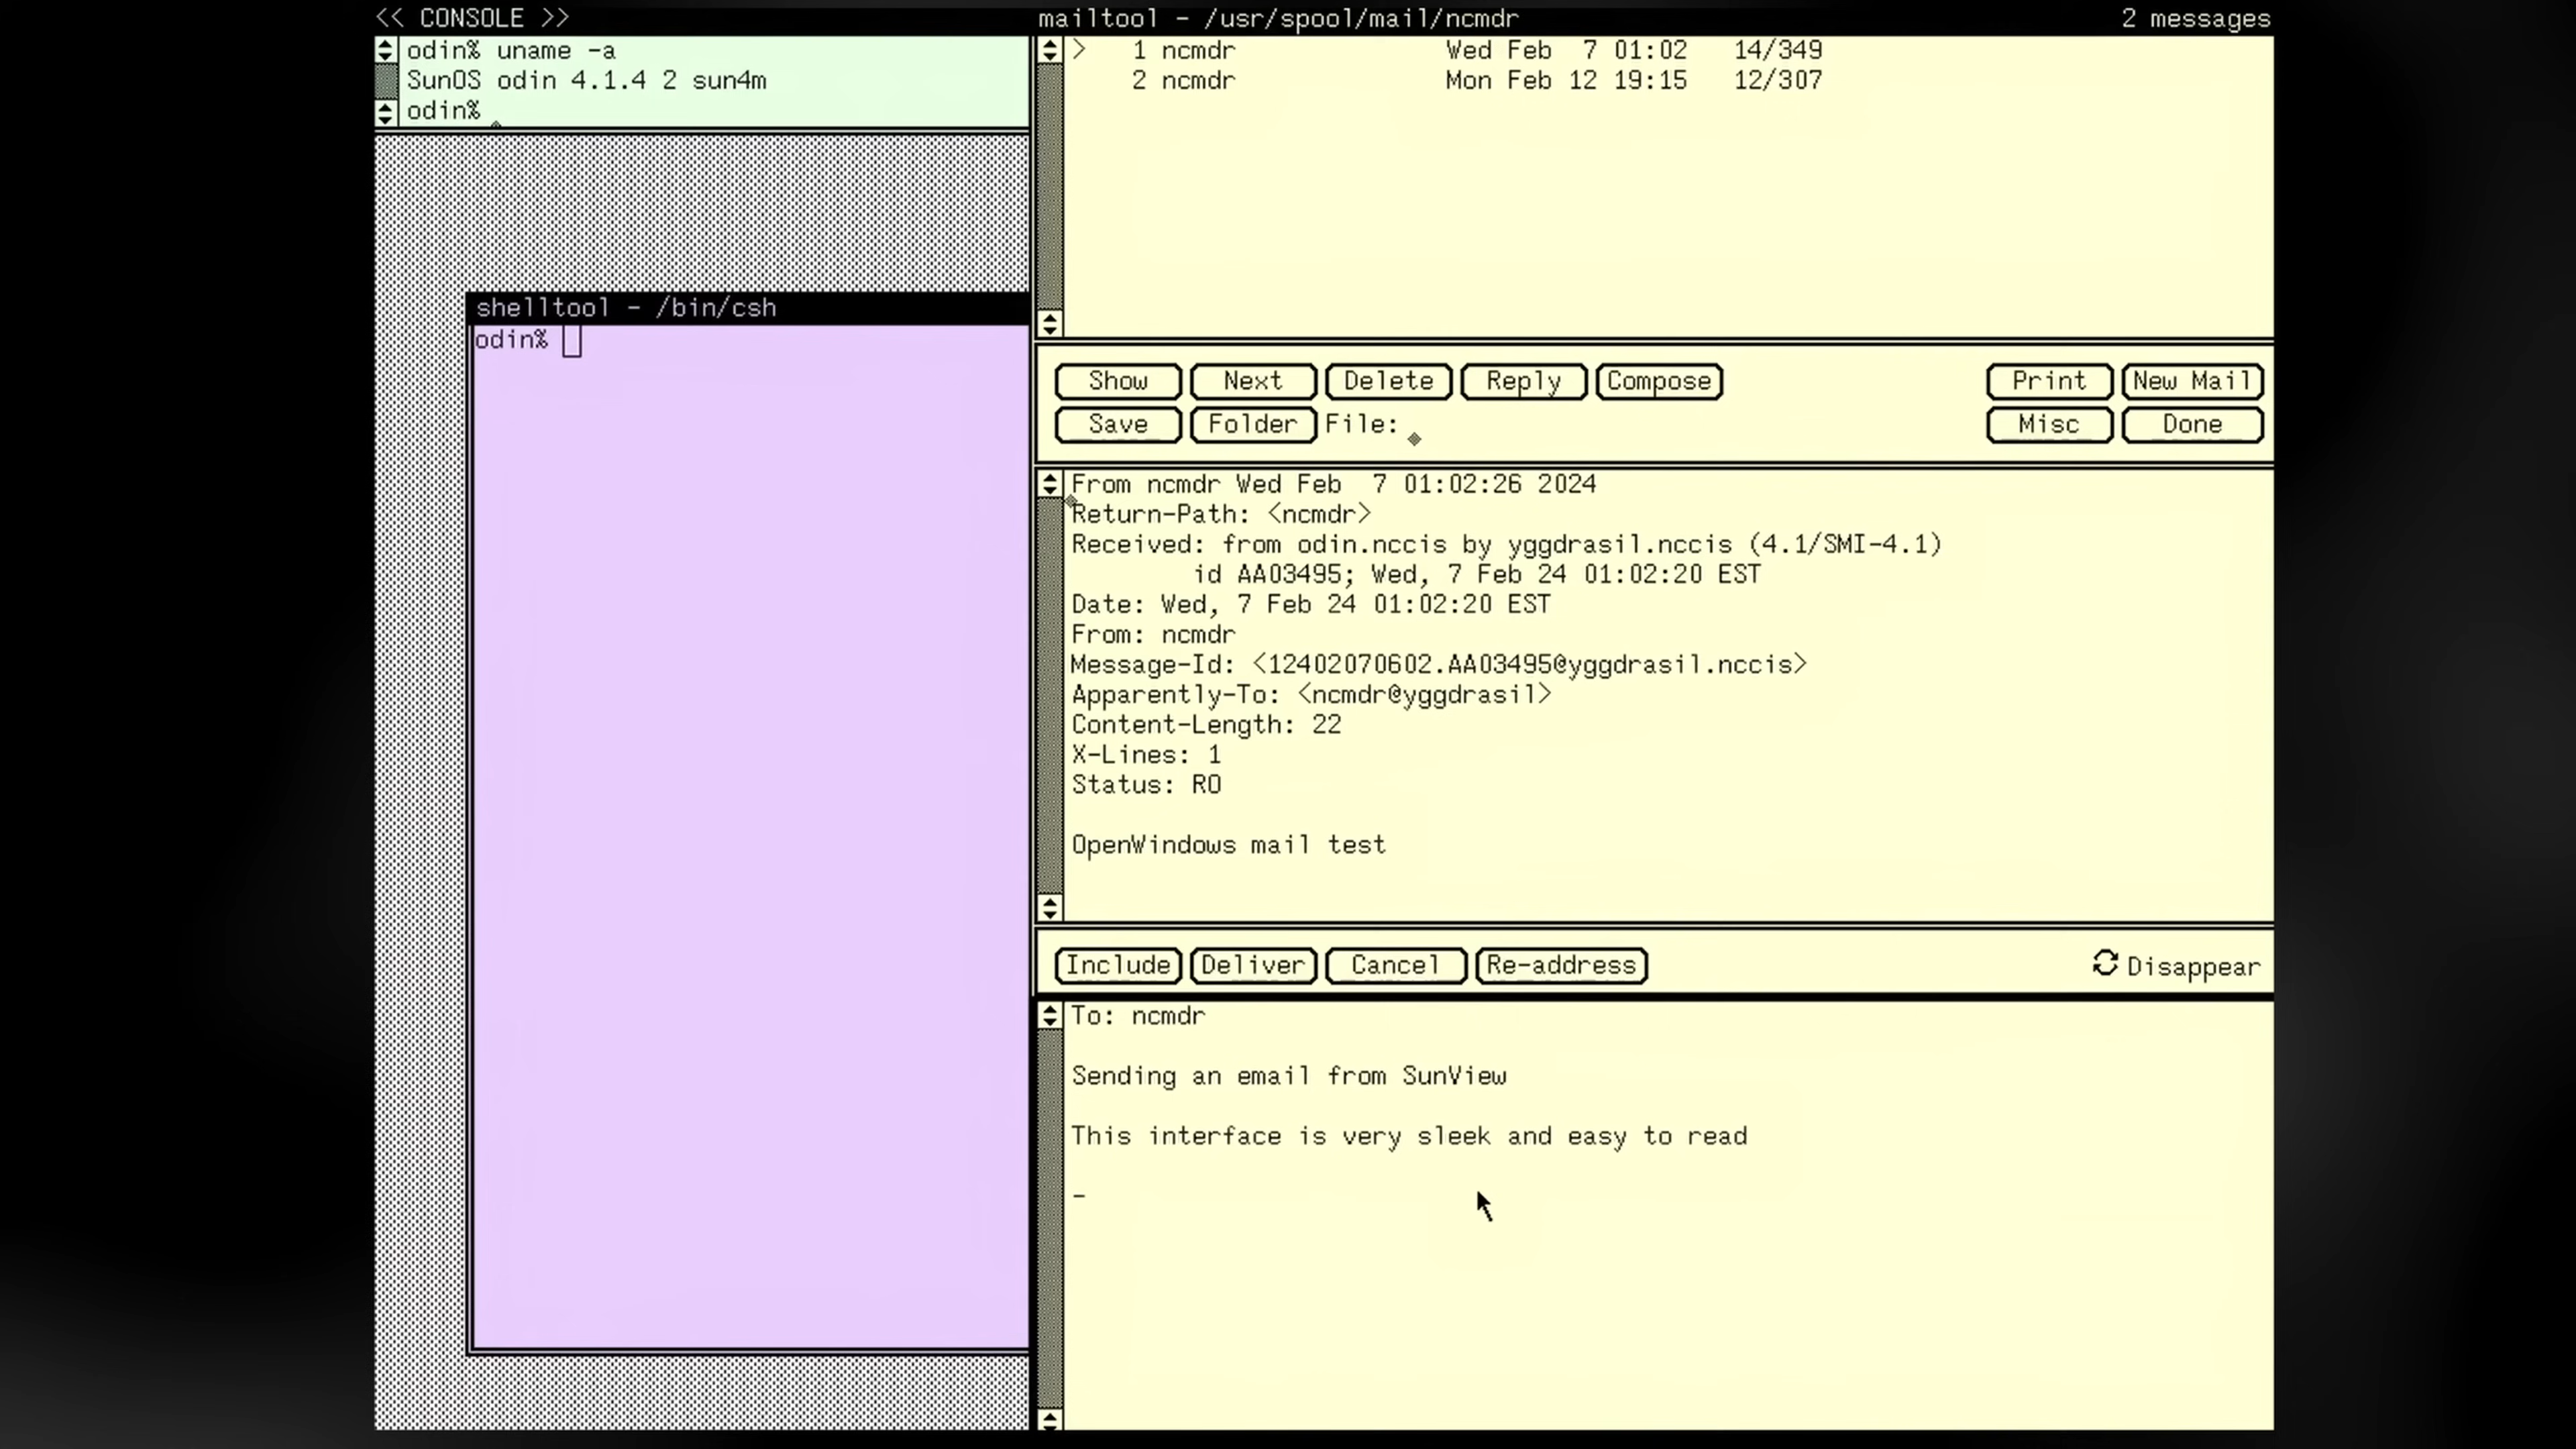 << CONSOLE >>
odin% uname -a
SunOS odin 4.1.4 2 sun4m
odin%
shelltool - /bin/csh
odin%
mailtool - /usr/spool/mail/ncmdr 2 messages
> 1 ncmdr Wed Feb 7 01:02 14/349
2 ncmdr Mon Feb 12 19:15 12/307
Show Next Delete Reply Compose Print New Mail
Save Folder File: Misc Done
From ncmdr Wed Feb 7 01:02:26 2024
Return-Path: <ncmdr>
Received: from odin.nccis by yggdrasil.nccis (4.1/SMI-4.1)
id AA03495; Wed, 7 Feb 24 01:02:20 EST
Date: Wed, 7 Feb 24 01:02:20 EST
From: ncmdr
Message-Id: <12402070602.AA03495@yggdrasil.nccis>
Apparently-To: <ncmdr@yggdrasil>
Content-Length: 22
X-Lines: 1
Status: RO
OpenWindows mail test
Include Deliver Cancel Re-address Disappear
To: ncmdr
Sending an email from SunView
This interface is very sleek and easy to read
-